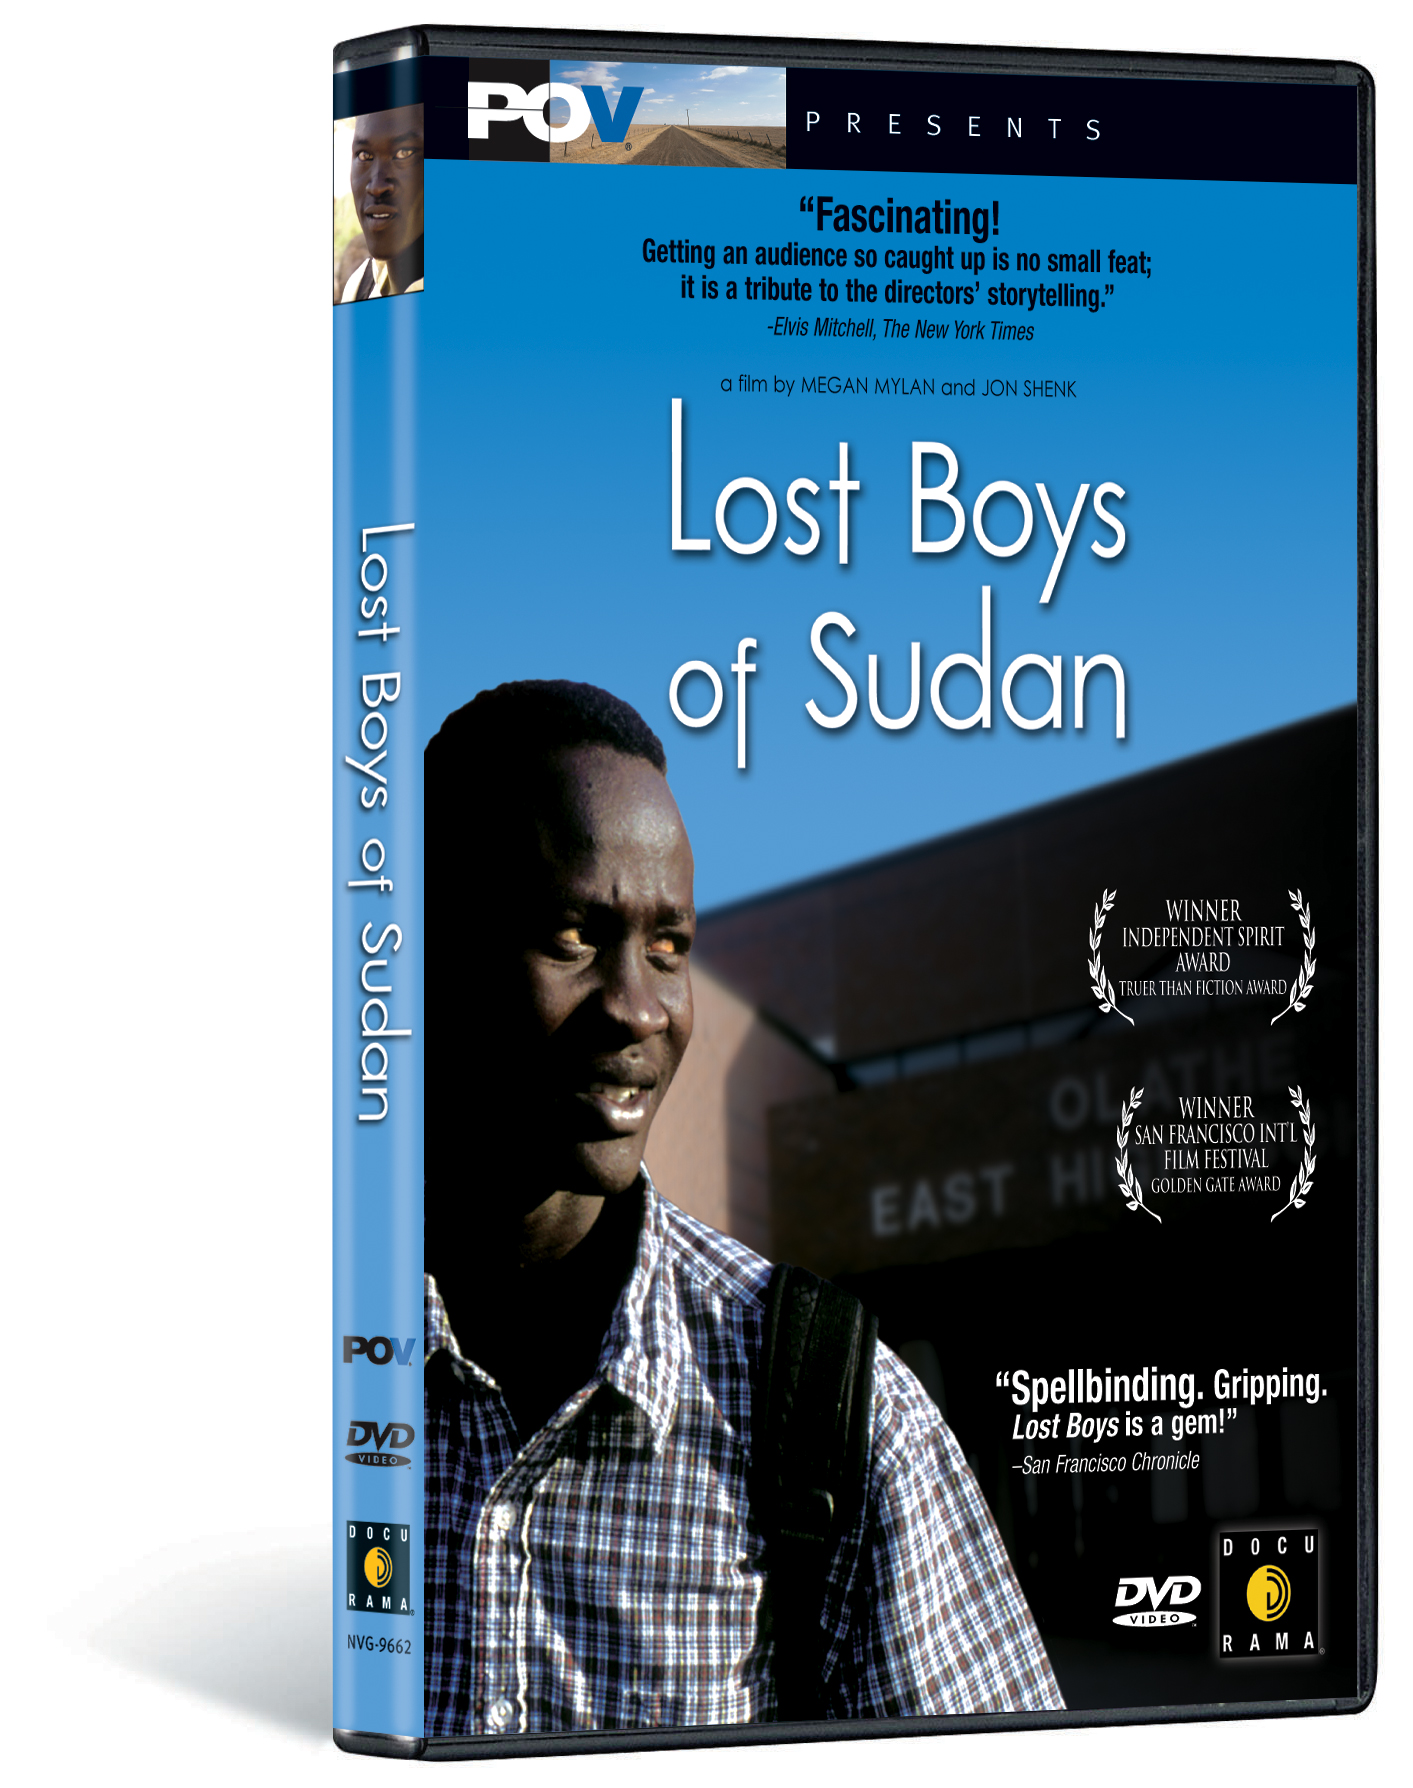 POV®
PRESENTS
“Fascinating!
Getting an audience so caught up is no small feat;
it is a tribute to the directors’ storytelling.”
-Elvis Mitchell, The New York Times
a film by MEGAN MYLAN and JON SHENK
Lost Boys
of Sudan
WINNER
INDEPENDENT SPIRIT
AWARD
TRUER THAN FICTION AWARD
OLATHE
EAST
WINNER
SAN FRANCISCO INT'L
FILM FESTIVAL
GOLDEN GATE AWARD
“Spellbinding. Gripping.
Lost Boys is a gem!”
–San Francisco Chronicle
DVD
VIDEO™
DOCU
RAMA®
Lost Boys of Sudan
POV
DVD
VIDEO
DOCU
RAMA®
NVG-9662